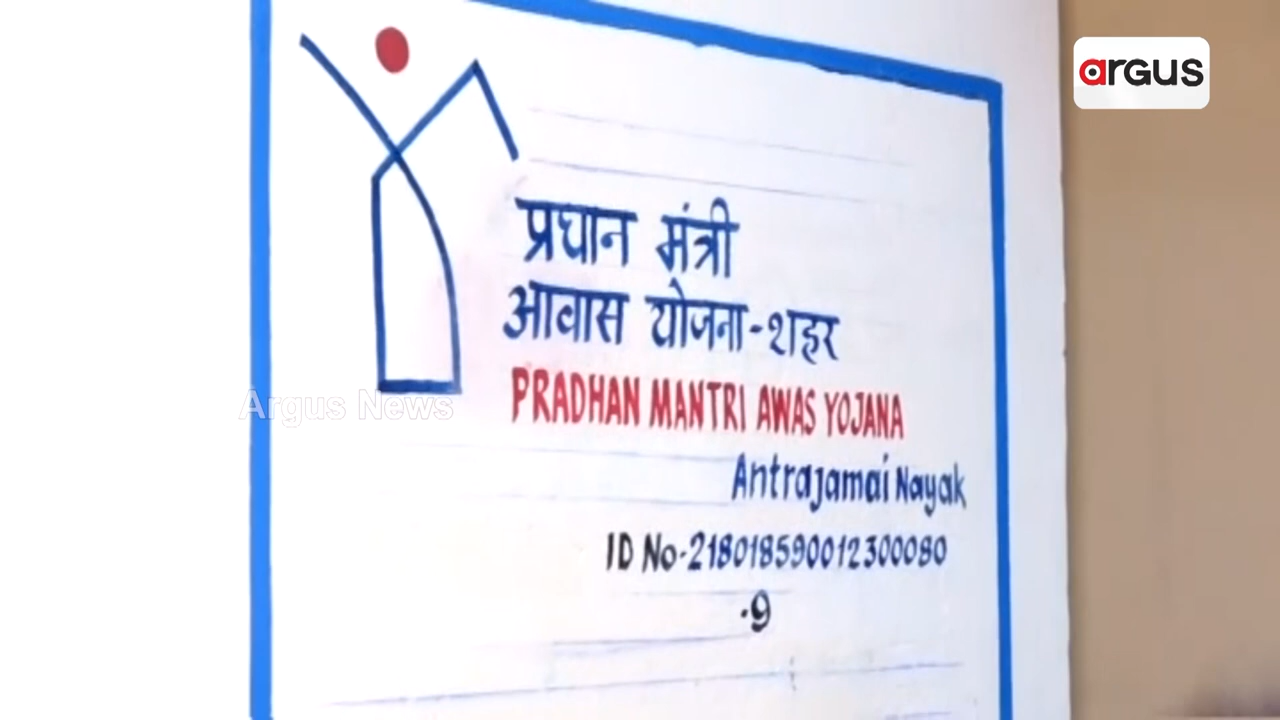 argus
प्रधान मंत्री
आवास योजना-शहर
PRADHAN MANTRI AWAS YOJANA
Argus News
Antrajamai Nayak
ID No-218018590012300080
.9